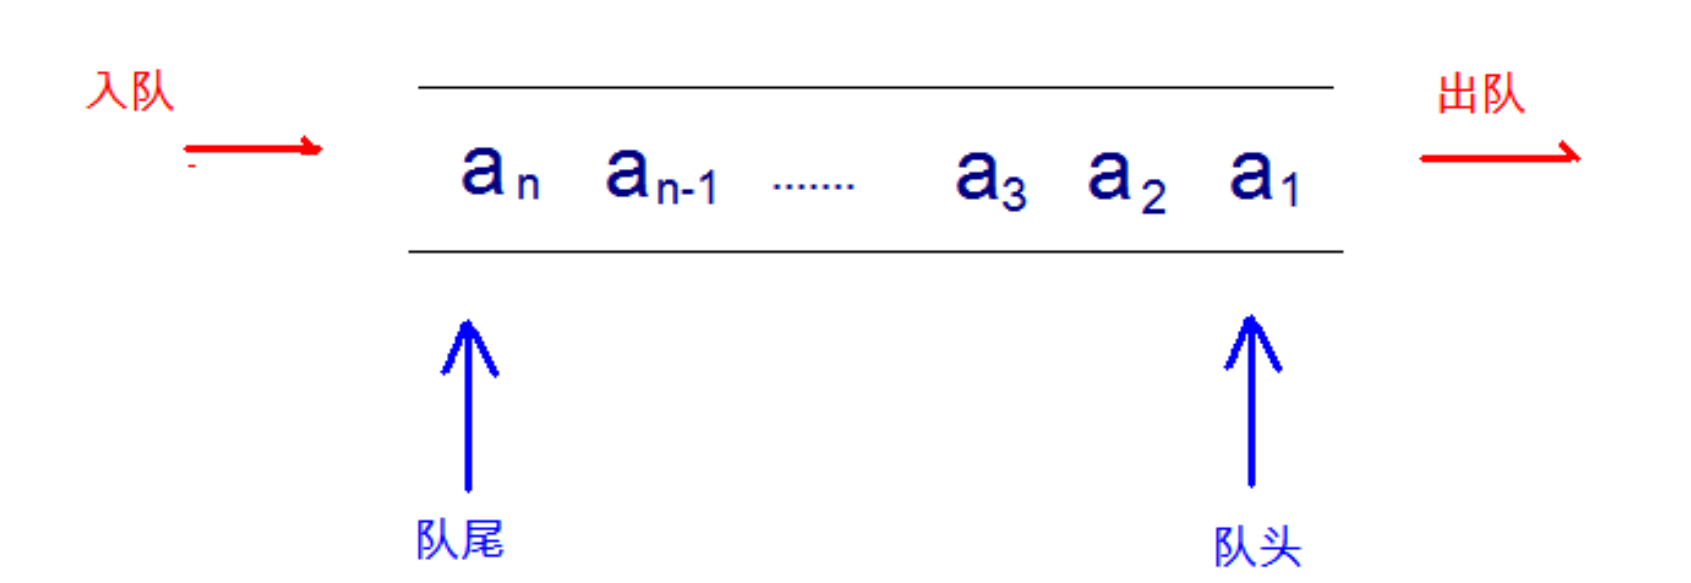 入队
出队
aₙ aₙ₋₁ ....... a₃ a₂ a₁
队尾
队头